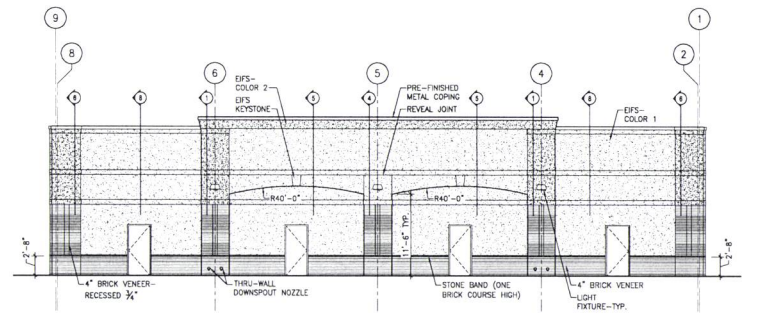 9
1
8
2
6
5
4
EIFS-
COLOR 2
EIFS
KEYSTONE
PRE-FINISHED
METAL COPING
REVEAL JOINT
EIFS-
COLOR 1
6
8
1
5
4
5
1
8
6
R40'-0"
R40'-0"
11'-6" TYP.
2'-8"
2'-8"
4" BRICK VENEER-
RECESSED ¾"
THRU-WALL
DOWNSPOUT NOZZLE
STONE BAND (ONE
BRICK COURSE HIGH)
4" BRICK VENEER
LIGHT
FIXTURE-TYP.